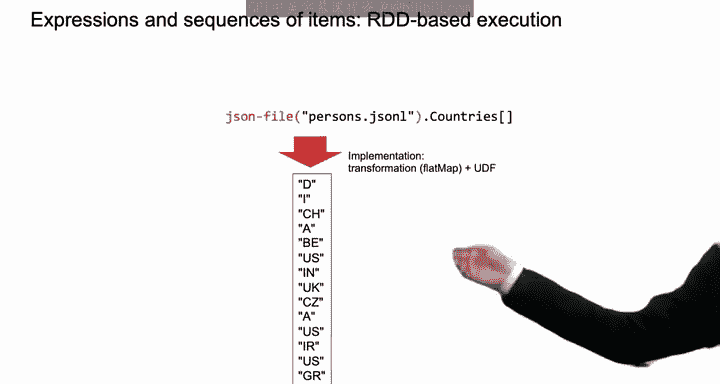 Expressions and sequences of items: RDD-based execution
json-file("persons.jsonl").Countries[]
Implementation:
transformation (flatMap) + UDF
"D"
"I"
"CH"
"A"
"BE"
"US"
"IN"
"UK"
"CZ"
"A"
"US"
"IR"
"US"
"GR"